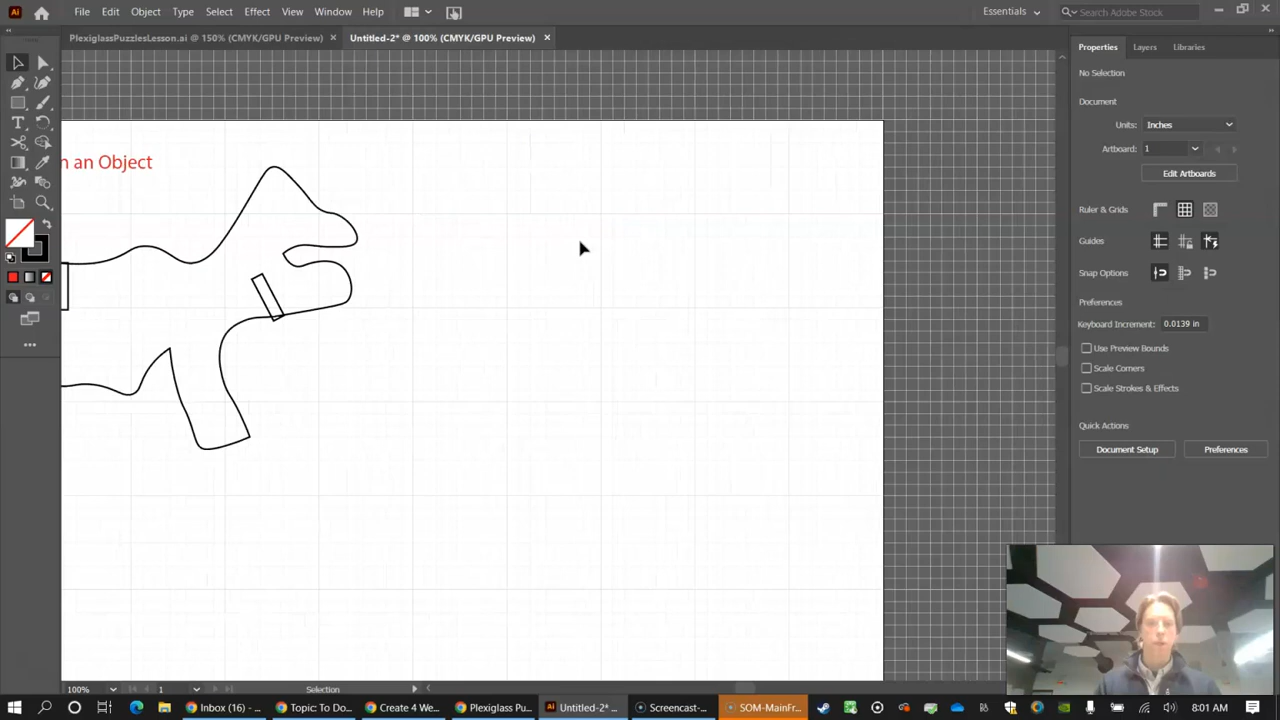 Ai File Edit Object Type Select Effect View Window Help Essentials Search Adobe Stock
PlexiglassPuzzlesLesson.ai @ 150% (CMYK/GPU Preview) × Untitled-2* @ 100% (CMYK/GPU Preview) ×
Properties Layers Libraries
No Selection
Document
Units: Inches
Artboard: 1
Edit Artboards
n an Object
Ruler & Grids
Guides
Snap Options
Preferences
Keyboard Increment: 0.0139 in
Use Preview Bounds
Scale Corners
Scale Strokes & Effects
Quick Actions
Document Setup Preferences
100% 1 Selection
Inbox (16) - ... Topic: To Do... Create 4 We... Plexiglass Pu... Ai Untitled-2* ... Screencast-... SOM-MainFr... 8:01 AM